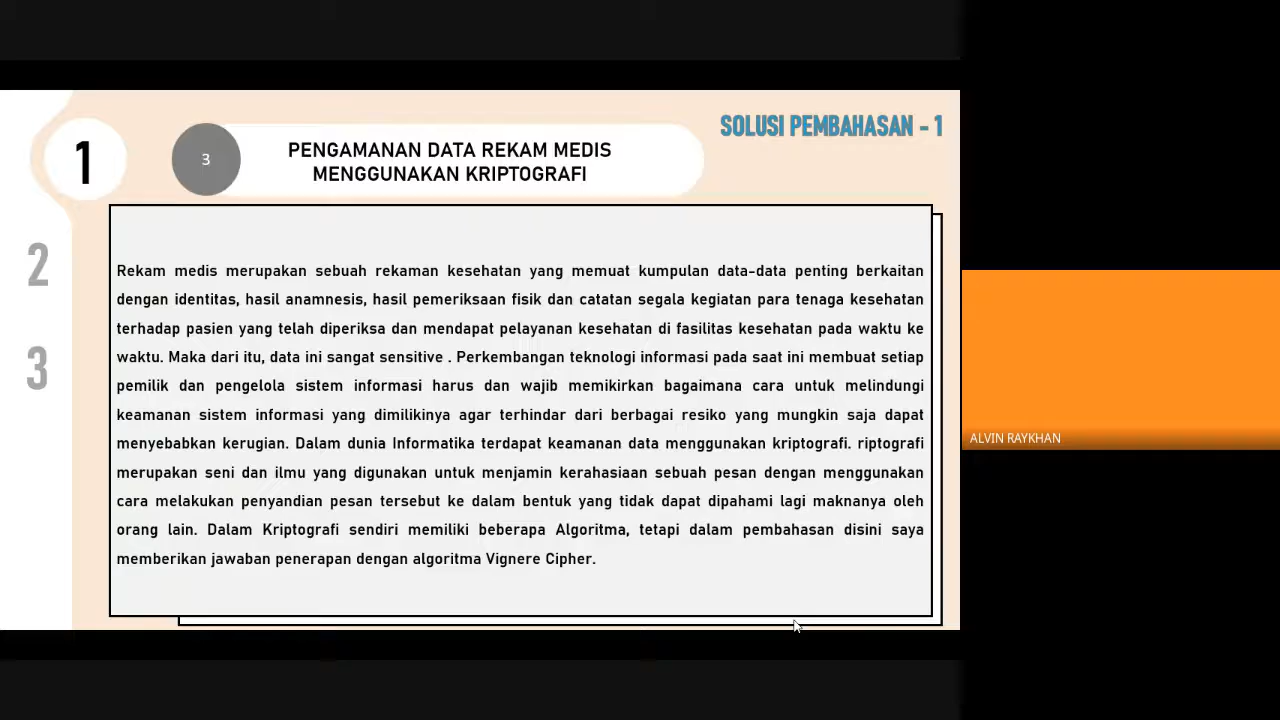 SOLUSI PEMBAHASAN - 1
1
3
PENGAMANAN DATA REKAM MEDIS
MENGGUNAKAN KRIPTOGRAFI
2
3
Rekam medis merupakan sebuah rekaman kesehatan yang memuat kumpulan data-data penting berkaitan
dengan identitas, hasil anamnesis, hasil pemeriksaan fisik dan catatan segala kegiatan para tenaga kesehatan
terhadap pasien yang telah diperiksa dan mendapat pelayanan kesehatan di fasilitas kesehatan pada waktu ke
waktu. Maka dari itu, data ini sangat sensitive . Perkembangan teknologi informasi pada saat ini membuat setiap
pemilik dan pengelola sistem informasi harus dan wajib memikirkan bagaimana cara untuk melindungi
keamanan sistem informasi yang dimilikinya agar terhindar dari berbagai resiko yang mungkin saja dapat
menyebabkan kerugian. Dalam dunia Informatika terdapat keamanan data menggunakan kriptografi. riptografi
merupakan seni dan ilmu yang digunakan untuk menjamin kerahasiaan sebuah pesan dengan menggunakan
cara melakukan penyandian pesan tersebut ke dalam bentuk yang tidak dapat dipahami lagi maknanya oleh
orang lain. Dalam Kriptografi sendiri memiliki beberapa Algoritma, tetapi dalam pembahasan disini saya
memberikan jawaban penerapan dengan algoritma Vignere Cipher.
ALVIN RAYKHAN